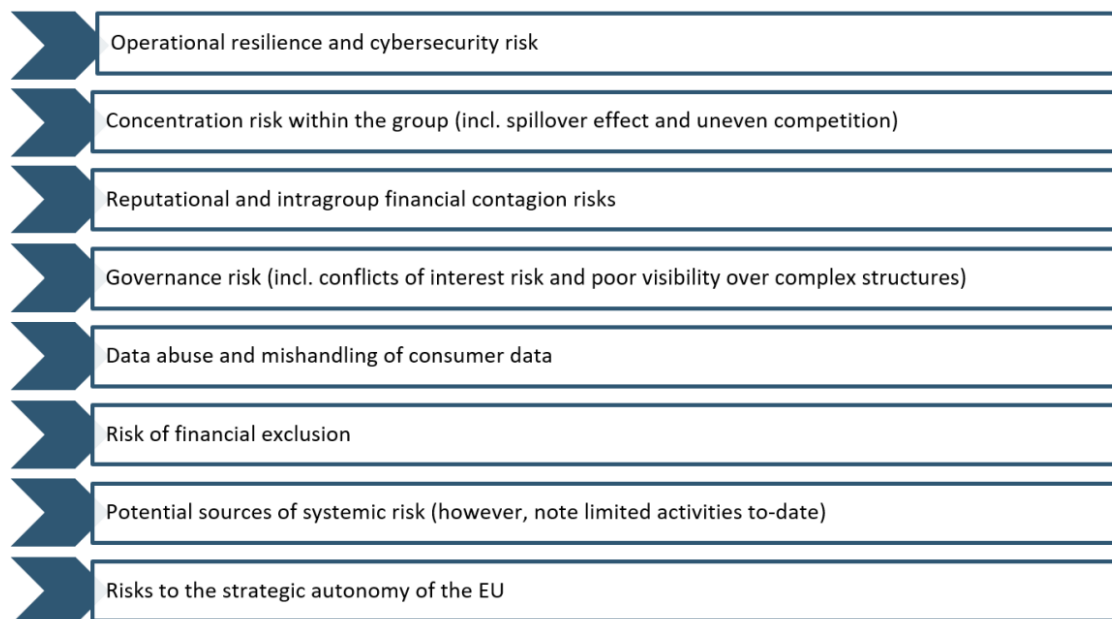 Operational resilience and cybersecurity risk
Concentration risk within the group (incl. spillover effect and uneven competition)
Reputational and intragroup financial contagion risks
Governance risk (incl. conflicts of interest risk and poor visibility over complex structures)
Data abuse and mishandling of consumer data
Risk of financial exclusion
Potential sources of systemic risk (however, note limited activities to-date)
Risks to the strategic autonomy of the EU